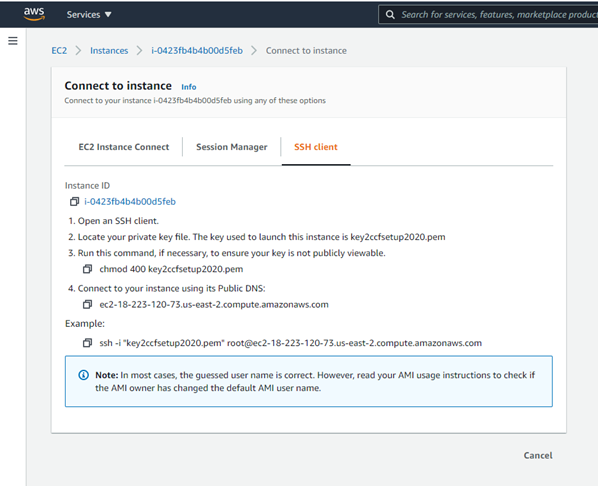 aws
Services
Search for services, features, marketplace product
EC2 > Instances > i-0423fb4b4b00d5feb > Connect to instance
Connect to instance Info
Connect to your instance i-0423fb4b4b00d5feb using any of these options
EC2 Instance Connect
Session Manager
SSH client
Instance ID
i-0423fb4b4b00d5feb
1. Open an SSH client.
2. Locate your private key file. The key used to launch this instance is key2ccfsetup2020.pem
3. Run this command, if necessary, to ensure your key is not publicly viewable.
chmod 400 key2ccfsetup2020.pem
4. Connect to your instance using its Public DNS:
ec2-18-223-120-73.us-east-2.compute.amazonaws.com
Example:
ssh -i "key2ccfsetup2020.pem" root@ec2-18-223-120-73.us-east-2.compute.amazonaws.com
Note: In most cases, the guessed user name is correct. However, read your AMI usage instructions to check if
the AMI owner has changed the default AMI user name.
Cancel